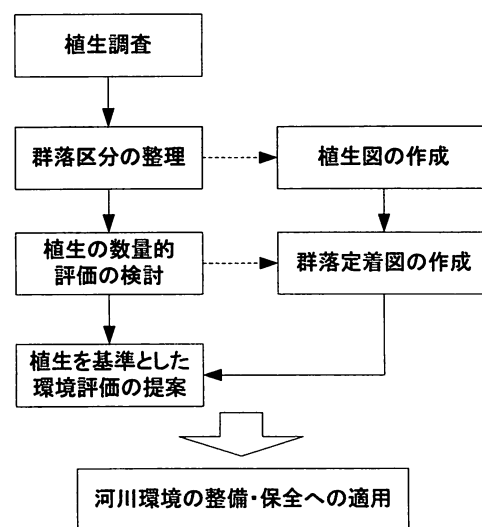 植生調査
群落区分の整理
植生図の作成
植生の数量的
評価の検討
群落定着図の作成
植生を基準とした
環境評価の提案
河川環境の整備・保全への適用